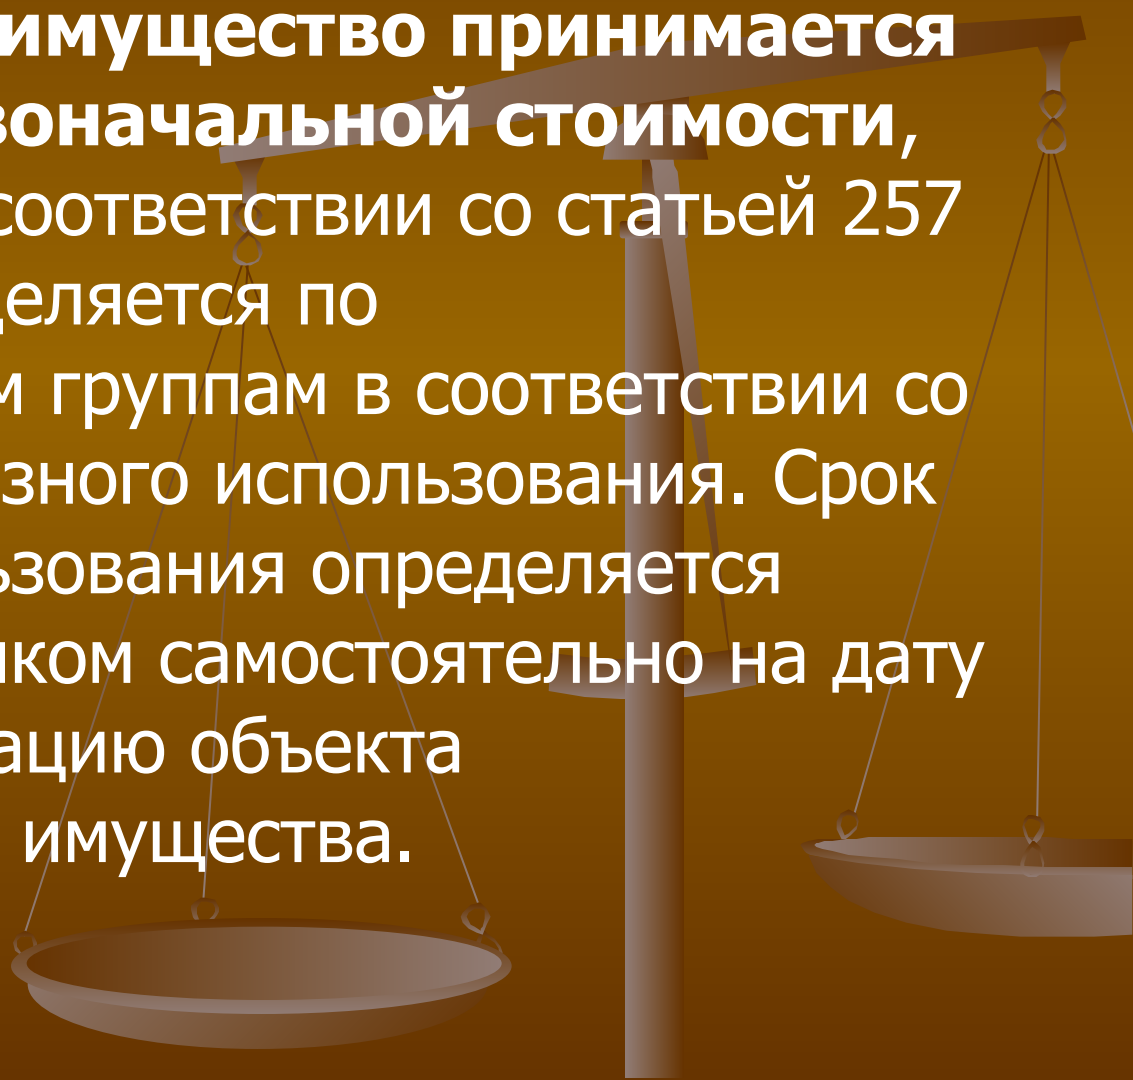 имущество принимается
воначальной стоимости,
соответствии со статьей 257
деляется по
м группам в соответствии со
зного использования. Срок
ьзования определяется
иком самостоятельно на дату
ацию объекта
имущества.